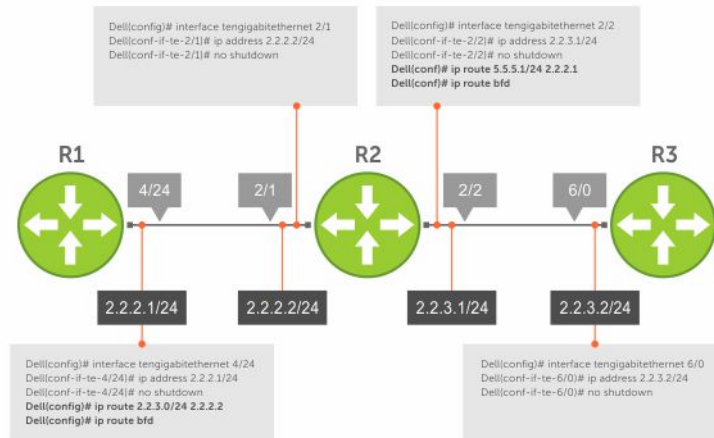 Dell(config)# interface tengigabitethernet 2/1
Dell(conf-if-te-2/1)# ip address 2.2.2.2/24
Dell(conf-if-te-2/1)# no shutdown
Dell(config)# interface tengigabitethernet 2/2
Dell(conf-if-te-2/2)# ip address 2.2.3.1/24
Dell(conf-if-te-2/2)# no shutdown
Dell(conf)# ip route 5.5.5.1/24 2.2.2.1
Dell(conf)# ip route bfd
R1
R2
R3
4/24
2/1
2/2
6/0
2.2.2.1/24
2.2.2.2/24
2.2.3.1/24
2.2.3.2/24
Dell(config)# interface tengigabitethernet 4/24
Dell(conf-if-te-4/24)# ip address 2.2.2.1/24
Dell(conf-if-te-4/24)# no shutdown
Dell(config)# ip route 2.2.3.0/24 2.2.2.2
Dell(config)# ip route bfd
Dell(config)# interface tengigabitethernet 6/0
Dell(conf-if-te-6/0)# ip address 2.2.3.2/24
Dell(conf-if-te-6/0)# no shutdown